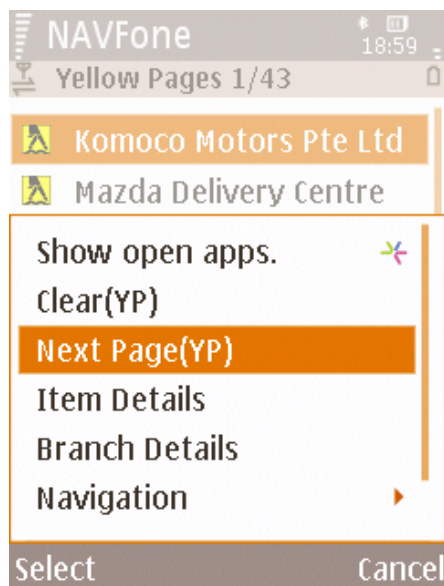 NAVFone
18:59
Yellow Pages 1/43
Komoco Motors Pte Ltd
Mazda Delivery Centre
Show open apps.
Clear(YP)
Next Page(YP)
Item Details
Branch Details
Navigation
Select Cancel